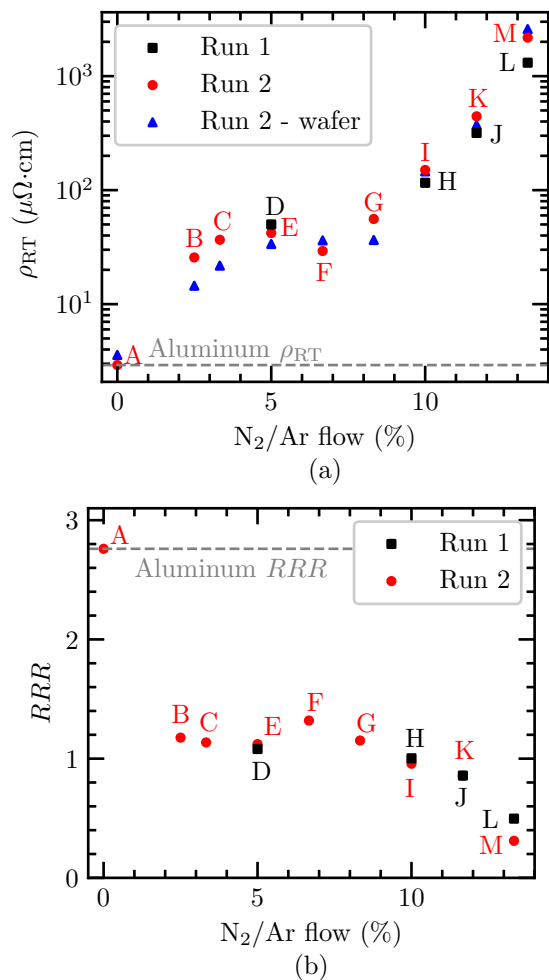 Run 1
Run 2
Run 2 - wafer
10³
10²
10¹
ρRT (μΩ·cm)
A
B
C
D
E
F
G
H
I
J
K
L
M
Aluminum ρRT
0
5
10
N₂/Ar flow (%)
(a)
3
2
1
0
RRR
Run 1
Run 2
A
Aluminum RRR
B
C
D
E
F
G
H
I
J
K
L
M
0
5
10
N₂/Ar flow (%)
(b)